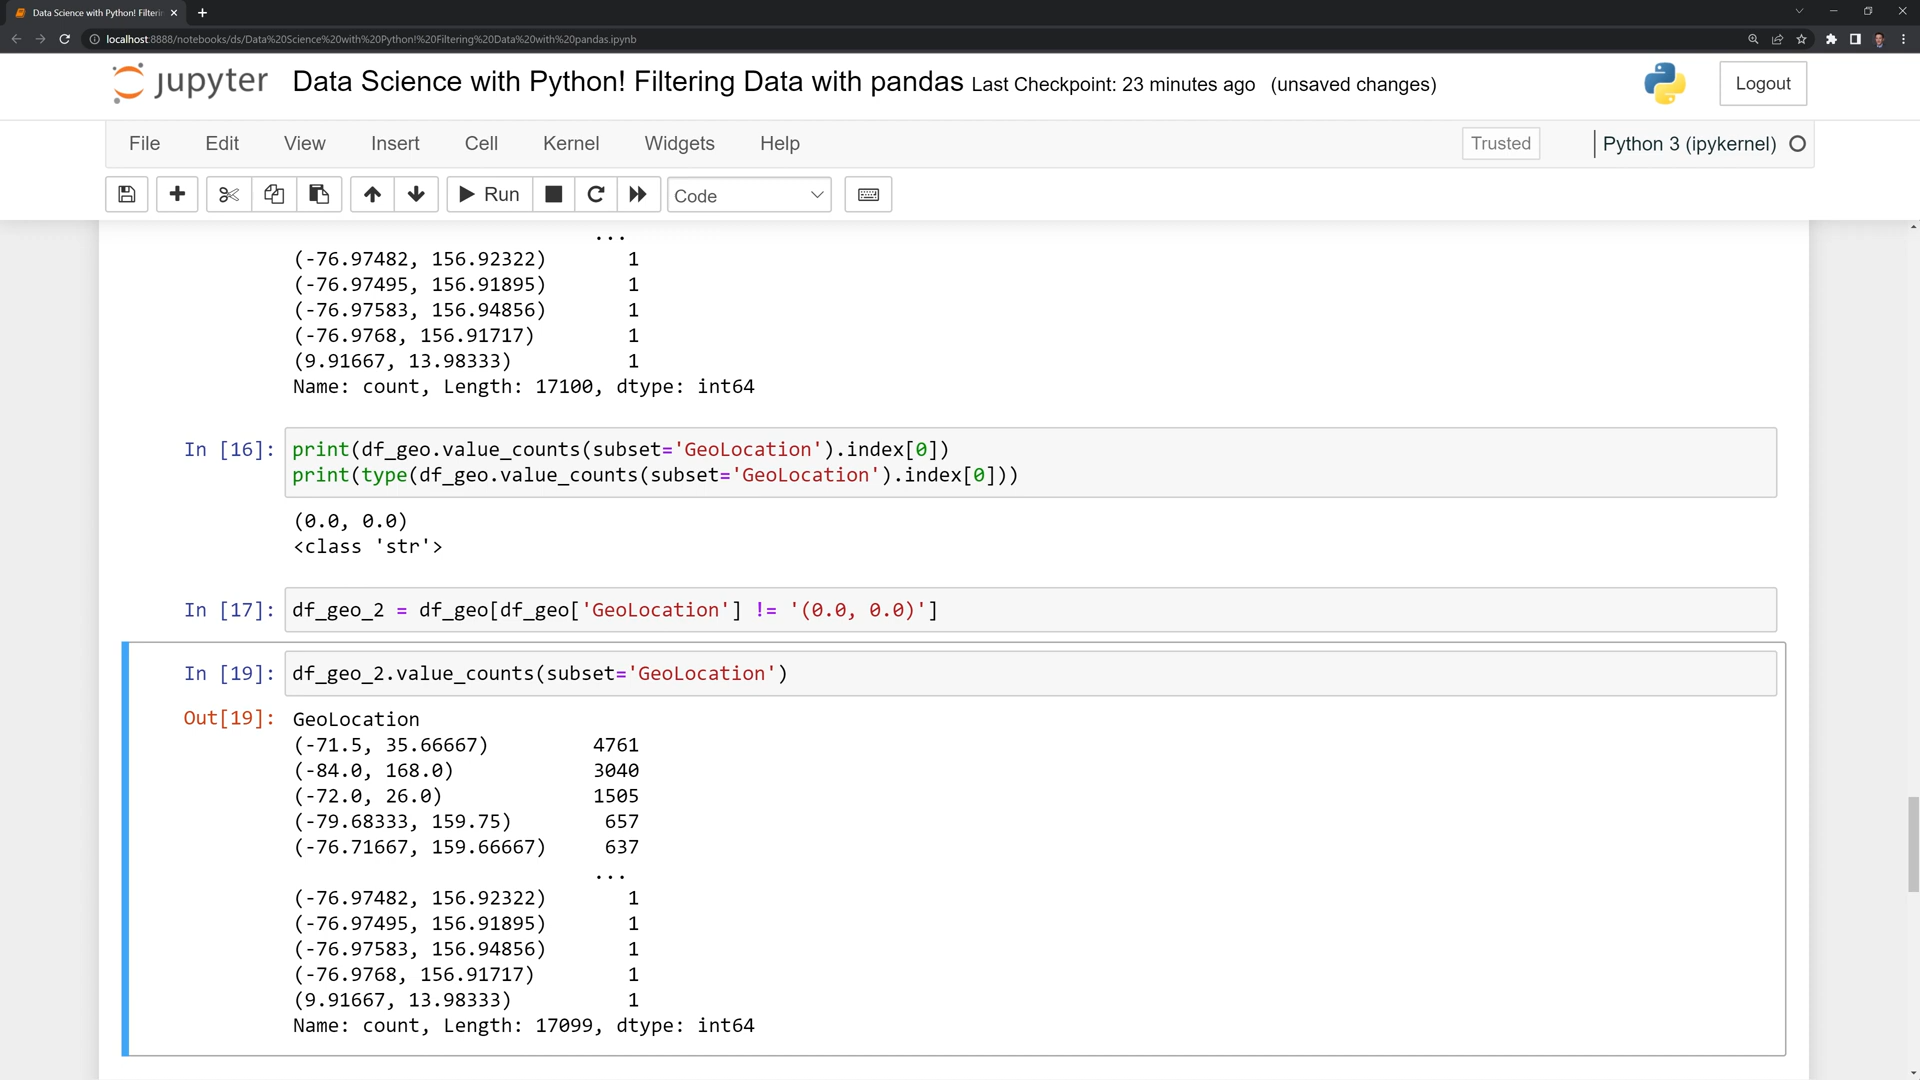 Data Science with Python! Filterin
localhost:8888/notebooks/ds/Data%20Science%20with%20Python!%20Filtering%20Data%20with%20pandas.ipynb
jupyter Data Science with Python! Filtering Data with pandas Last Checkpoint: 23 minutes ago (unsaved changes) Logout
File Edit View Insert Cell Kernel Widgets Help Trusted Python 3 (ipykernel)
Run Code
...
(-76.97482, 156.92322) 1
(-76.97495, 156.91895) 1
(-76.97583, 156.94856) 1
(-76.9768, 156.91717) 1
(9.91667, 13.98333) 1
Name: count, Length: 17100, dtype: int64
In [16]: print(df_geo.value_counts(subset='GeoLocation').index[0])
print(type(df_geo.value_counts(subset='GeoLocation').index[0]))
(0.0, 0.0)
<class 'str'>
In [17]: df_geo_2 = df_geo[df_geo['GeoLocation'] != '(0.0, 0.0)']
In [19]: df_geo_2.value_counts(subset='GeoLocation')
Out[19]: GeoLocation
(-71.5, 35.66667) 4761
(-84.0, 168.0) 3040
(-72.0, 26.0) 1505
(-79.68333, 159.75) 657
(-76.71667, 159.66667) 637
...
(-76.97482, 156.92322) 1
(-76.97495, 156.91895) 1
(-76.97583, 156.94856) 1
(-76.9768, 156.91717) 1
(9.91667, 13.98333) 1
Name: count, Length: 17099, dtype: int64